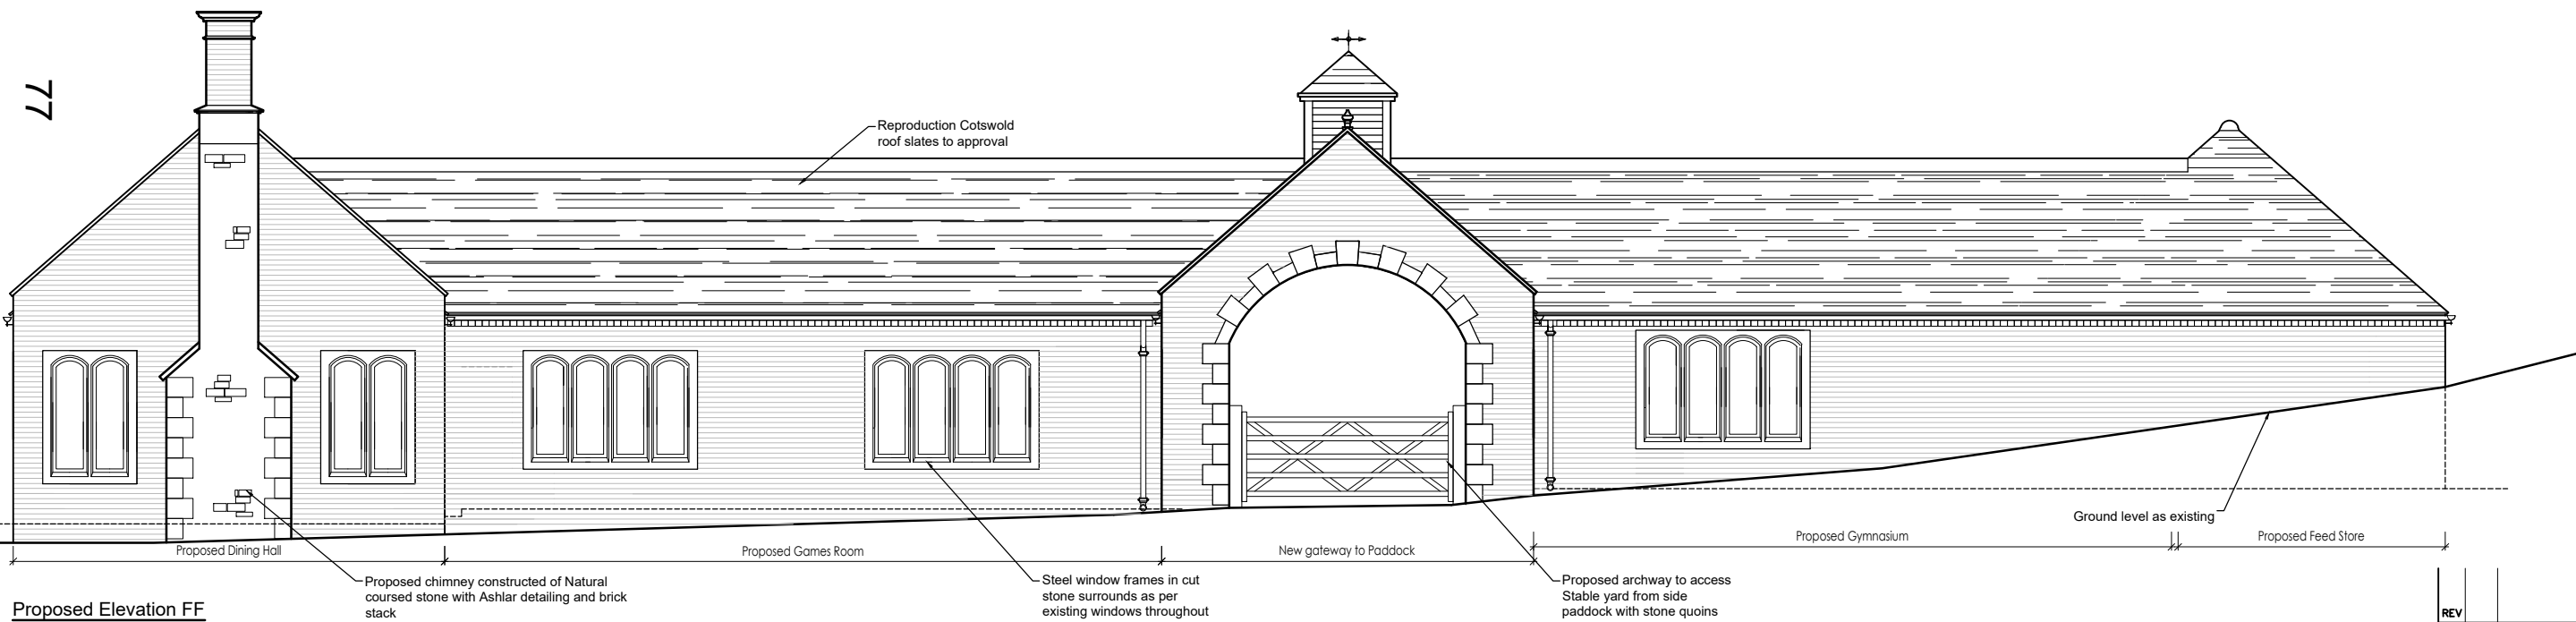 77
Reproduction Cotswold
roof slates to approval
Ground level as existing
Proposed Dining Hall
Proposed Games Room
New gateway to Paddock
Proposed Gymnasium
Proposed Feed Store
Proposed chimney constructed of Natural
coursed stone with Ashlar detailing and brick
stack
Steel window frames in cut
stone surrounds as per
existing windows throughout
Proposed archway to access
Stable yard from side
paddock with stone quoins
Proposed Elevation FF
REV